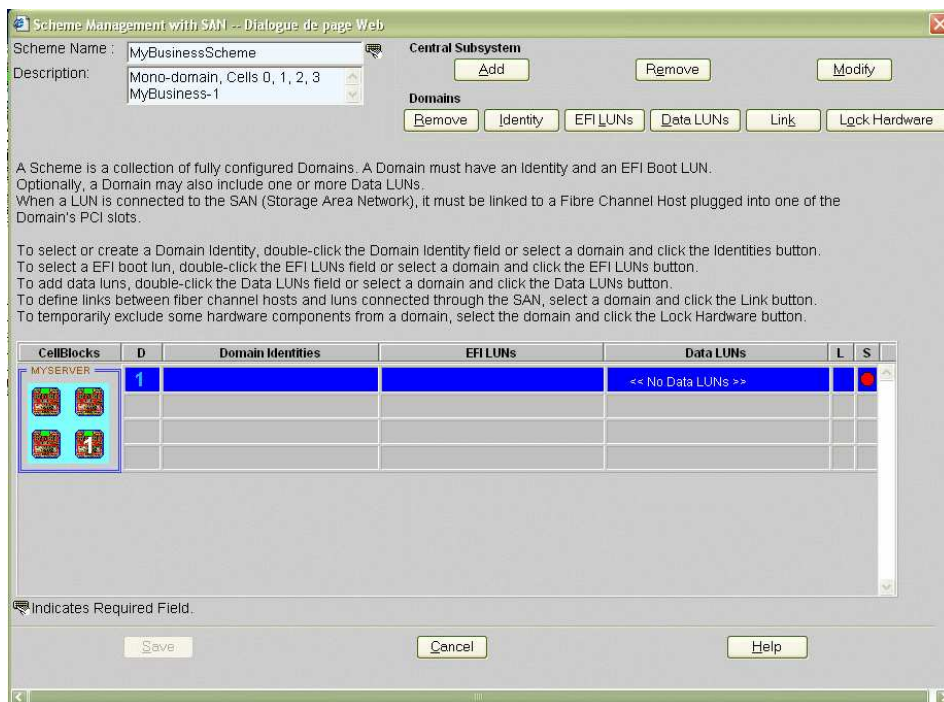 Scheme Management with SAN -- Dialogue de page Web
Scheme Name :
MyBusinessScheme
Description:
Mono-domain, Cells 0, 1, 2, 3
MyBusiness-1
Central Subsystem
Add
Remove
Modify
Domains
Remove
Identity
EFI LUNs
Data LUNs
Link
Lock Hardware
A Scheme is a collection of fully configured Domains. A Domain must have an Identity and an EFI Boot LUN.
Optionally, a Domain may also include one or more Data LUNs.
When a LUN is connected to the SAN (Storage Area Network), it must be linked to a Fibre Channel Host plugged into one of the
Domain's PCI slots.
To select or create a Domain Identity, double-click the Domain Identity field or select a domain and click the Identities button.
To select a EFI boot lun, double-click the EFI LUNs field or select a domain and click the EFI LUNs button.
To add data luns, double-click the Data LUNs field or select a domain and click the Data LUNs button.
To define links between fiber channel hosts and luns connected through the SAN, select a domain and click the Link button.
To temporarily exclude some hardware components from a domain, select the domain and click the Lock Hardware button.
CellBlocks D Domain Identities EFI LUNs Data LUNs L S
MYSERVER
1 << No Data LUNs >>
1
Indicates Required Field.
Save
Cancel
Help